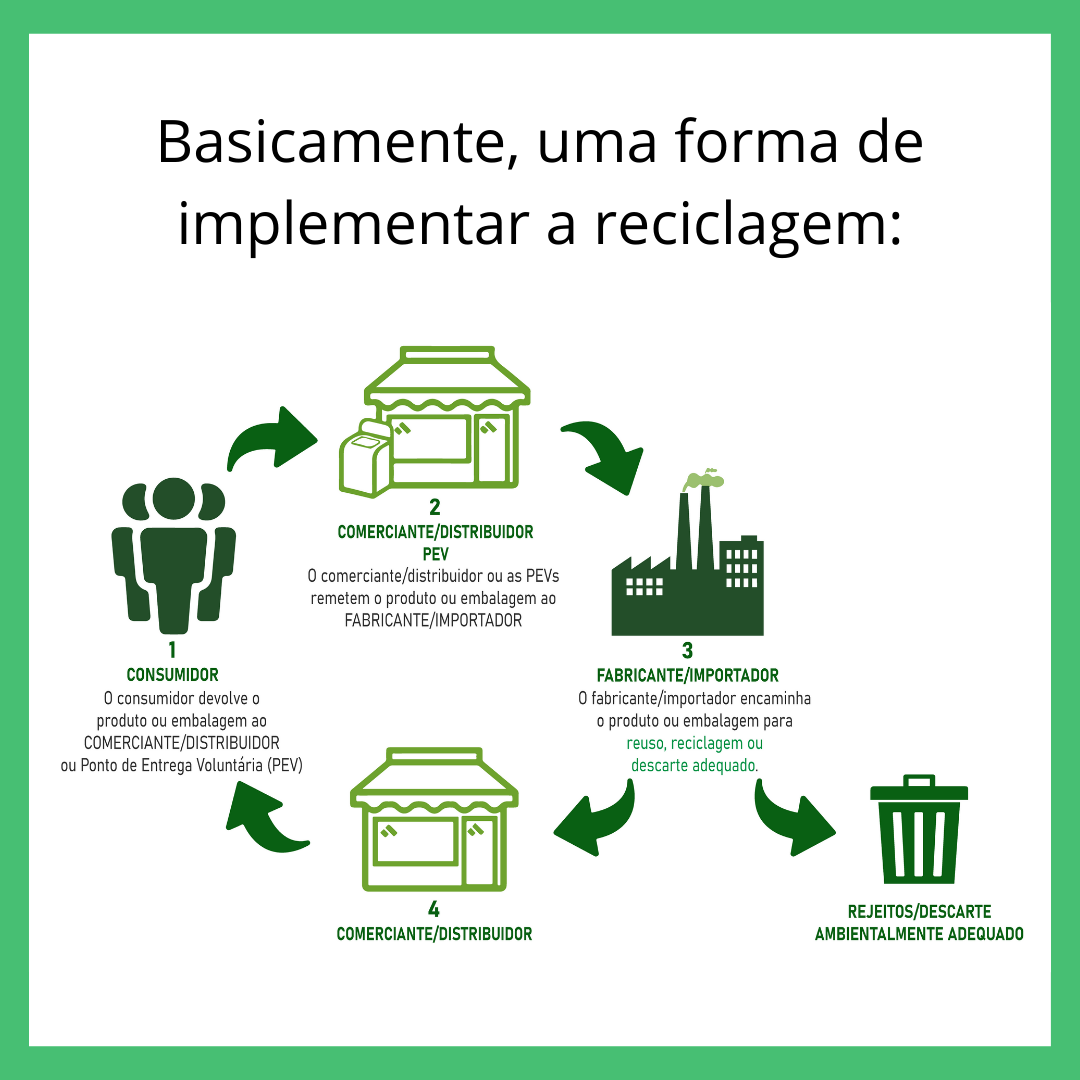 Basicamente, uma forma de
implementar a reciclagem:
1
CONSUMIDOR
O consumidor devolve o
produto ou embalagem ao
COMERCIANTE/DISTRIBUIDOR
ou Ponto de Entrega Voluntária (PEV)
2
COMERCIANTE/DISTRIBUIDOR
PEV
O comerciante/distribuidor ou as PEVs
remetem o produto ou embalagem ao
FABRICANTE/IMPORTADOR
3
FABRICANTE/IMPORTADOR
O fabricante/importador encaminha
o produto ou embalagem para
reuso, reciclagem ou
descarte adequado.
4
COMERCIANTE/DISTRIBUIDOR
REJEITOS/DESCARTE
AMBIENTALMENTE ADEQUADO